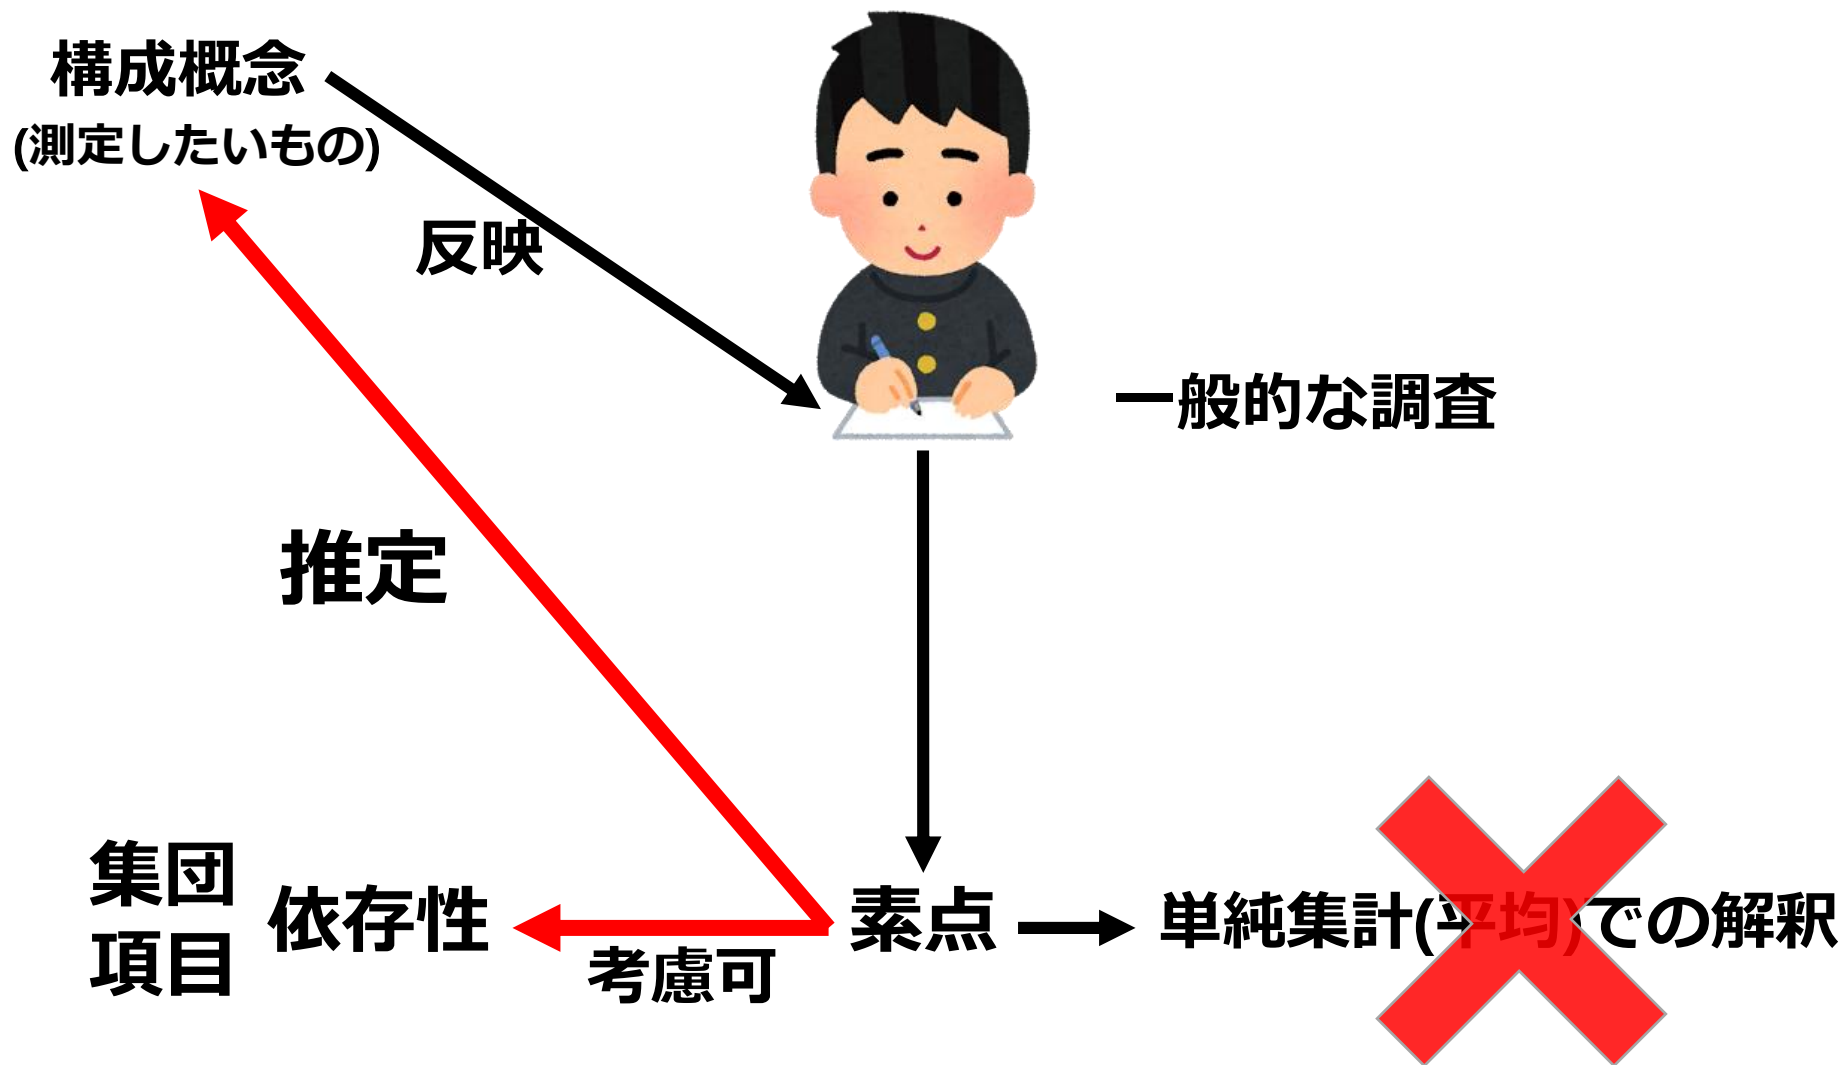 構成概念
(測定したいもの)
反映
一般的な調査
推定
集団
項目
依存性
考慮可
素点
単純集計(平均)での解釈